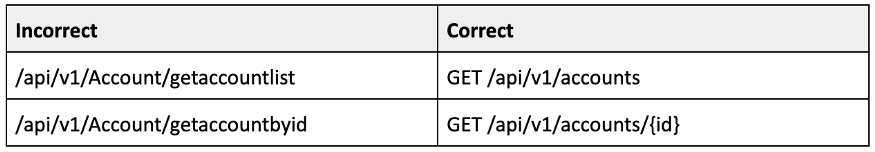 Incorrect Correct
/api/v1/Account/getaccountlist GET /api/v1/accounts
/api/v1/Account/getaccountbyid GET /api/v1/accounts/{id}